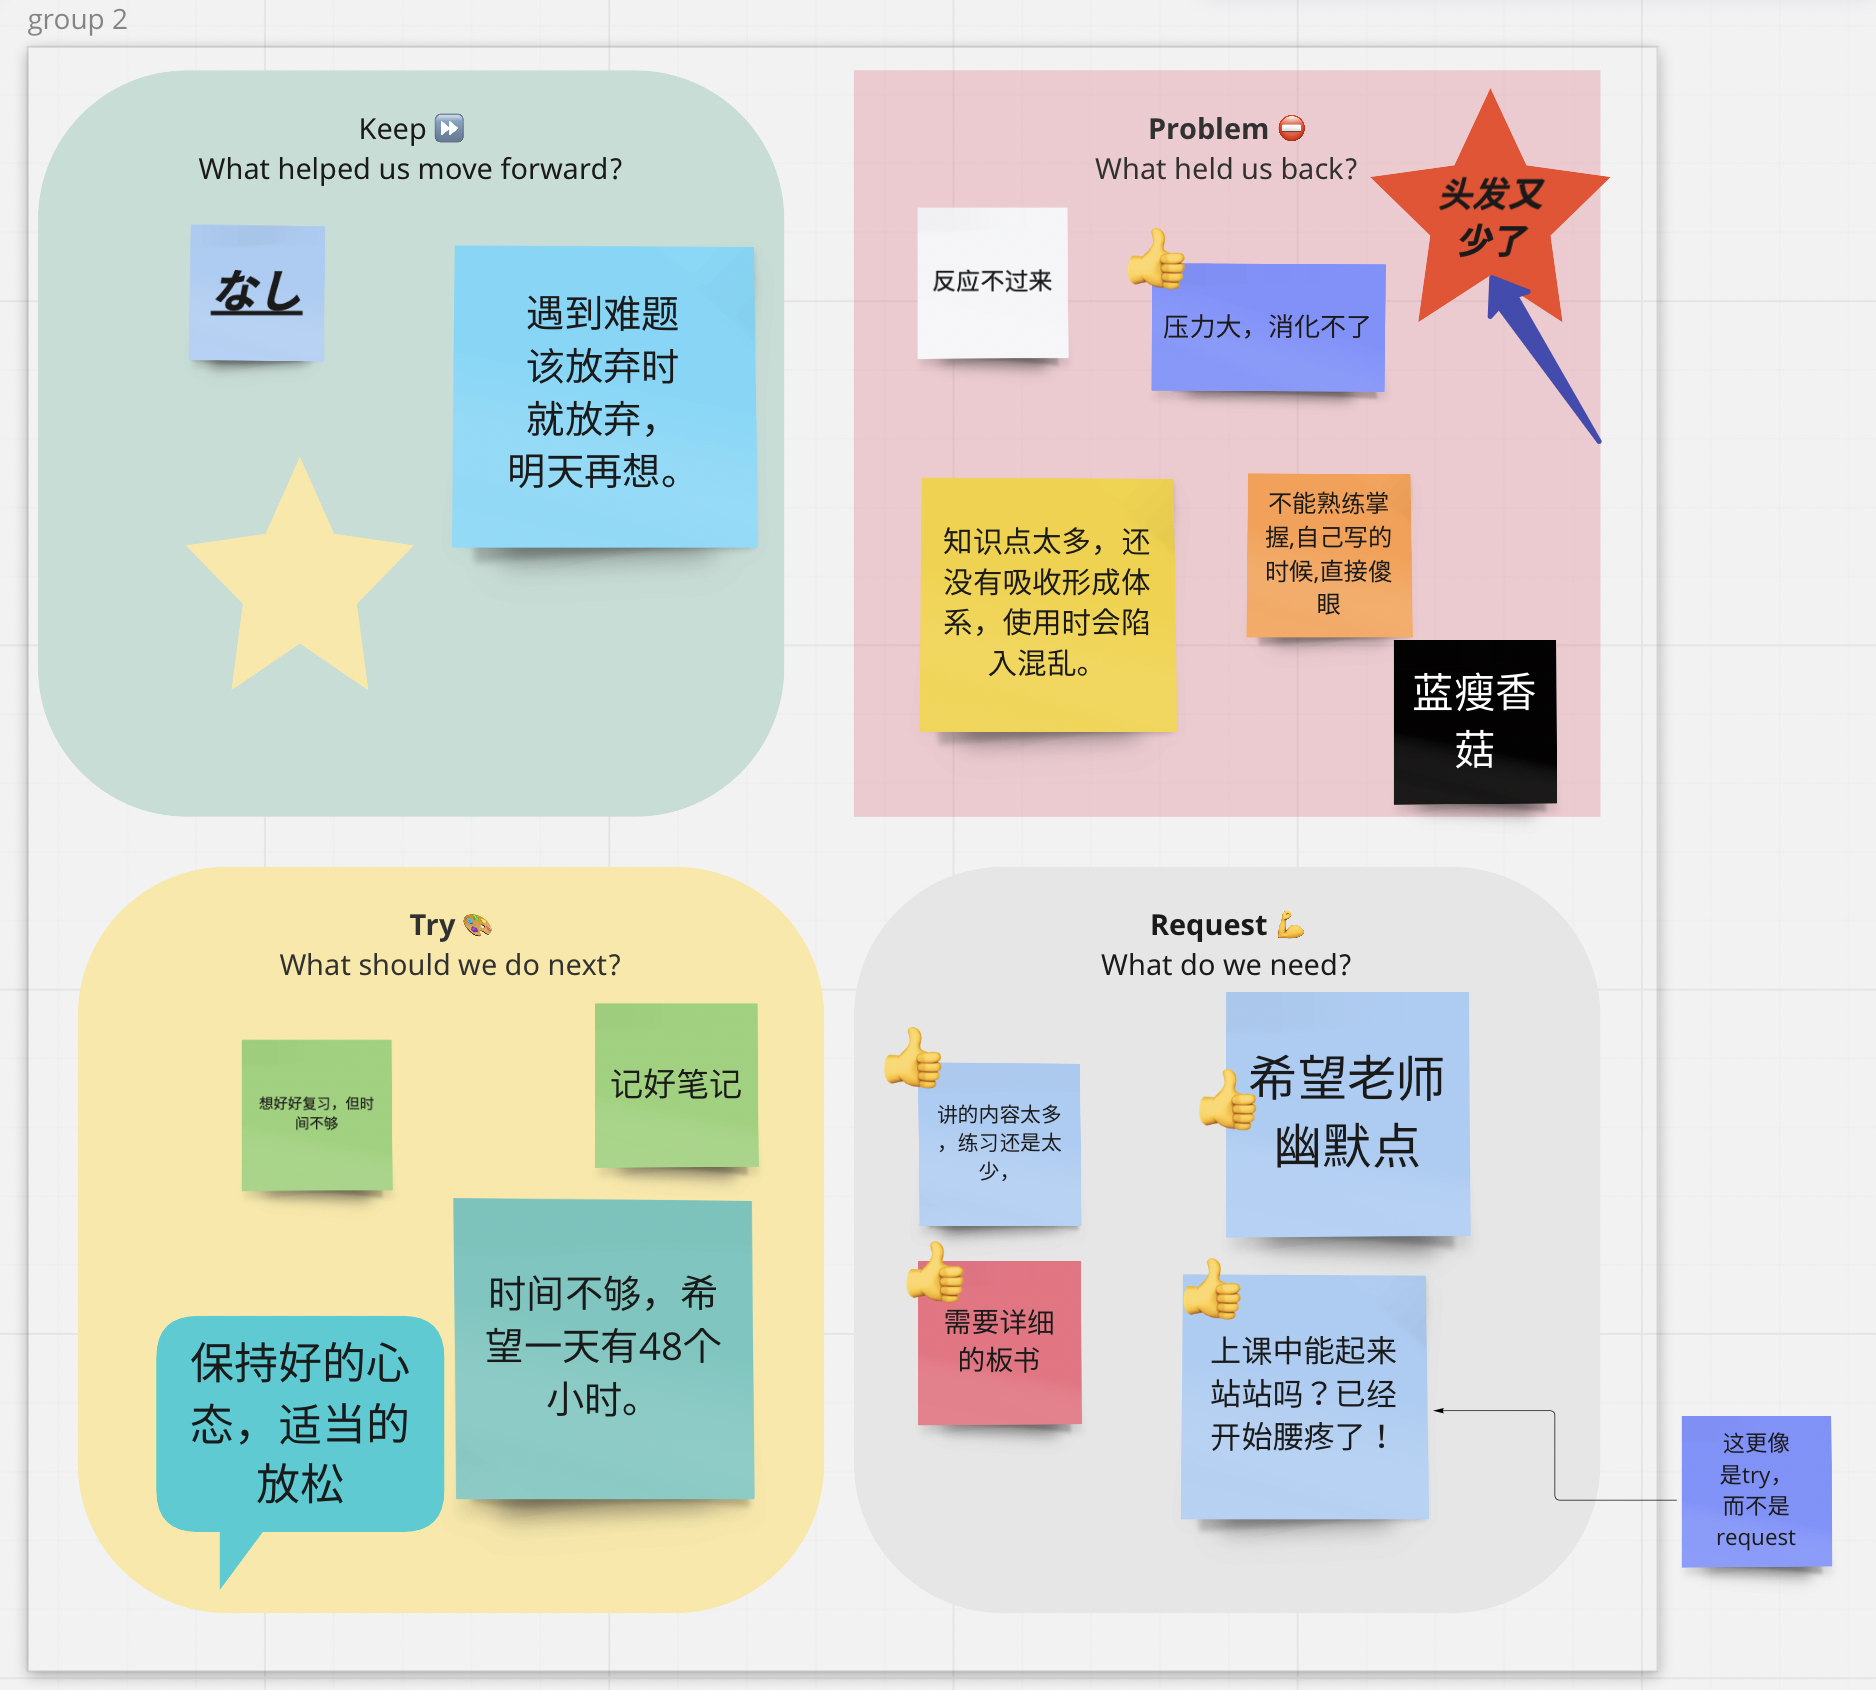 group 2
Keep ⏩
What helped us move forward?
なし
遇到难题
该放弃时
就放弃，
明天再想。
Problem ⛔
What held us back?
头发又
少了
反应不过来
压力大，消化不了
知识点太多，还
没有吸收形成体
系，使用时会陷
入混乱。
不能熟练掌
握,自己写的
时候,直接傻
眼
蓝瘦香
菇
Try 🎨
What should we do next?
想好好复习，但时
间不够
记好笔记
时间不够，希
望一天有48个
小时。
保持好的心
态，适当的
放松
Request 💪
What do we need?
讲的内容太多
，练习还是太
少，
希望老师
幽默点
需要详细
的板书
上课中能起来
站站吗？已经
开始腰疼了！
这更像
是try，
而不是
request